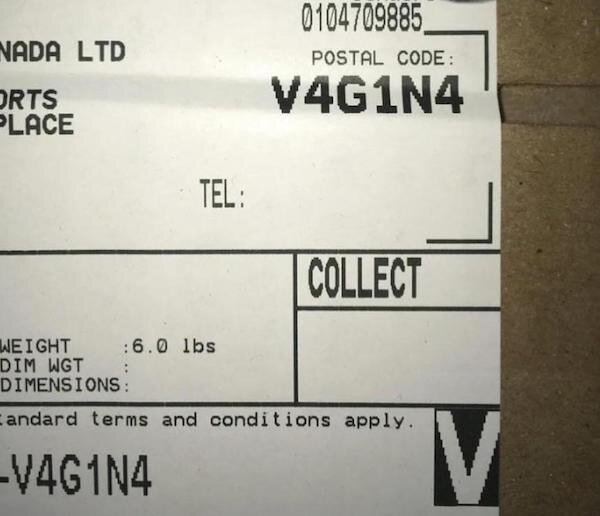 0104709885
NADA LTD
POSTAL CODE:
V4G1N4
ORTS
PLACE
TEL:
COLLECT
WEIGHT :6.0 lbs
DIM WGT :
DIMENSIONS:
tandard terms and conditions apply.
-V4G1N4
V